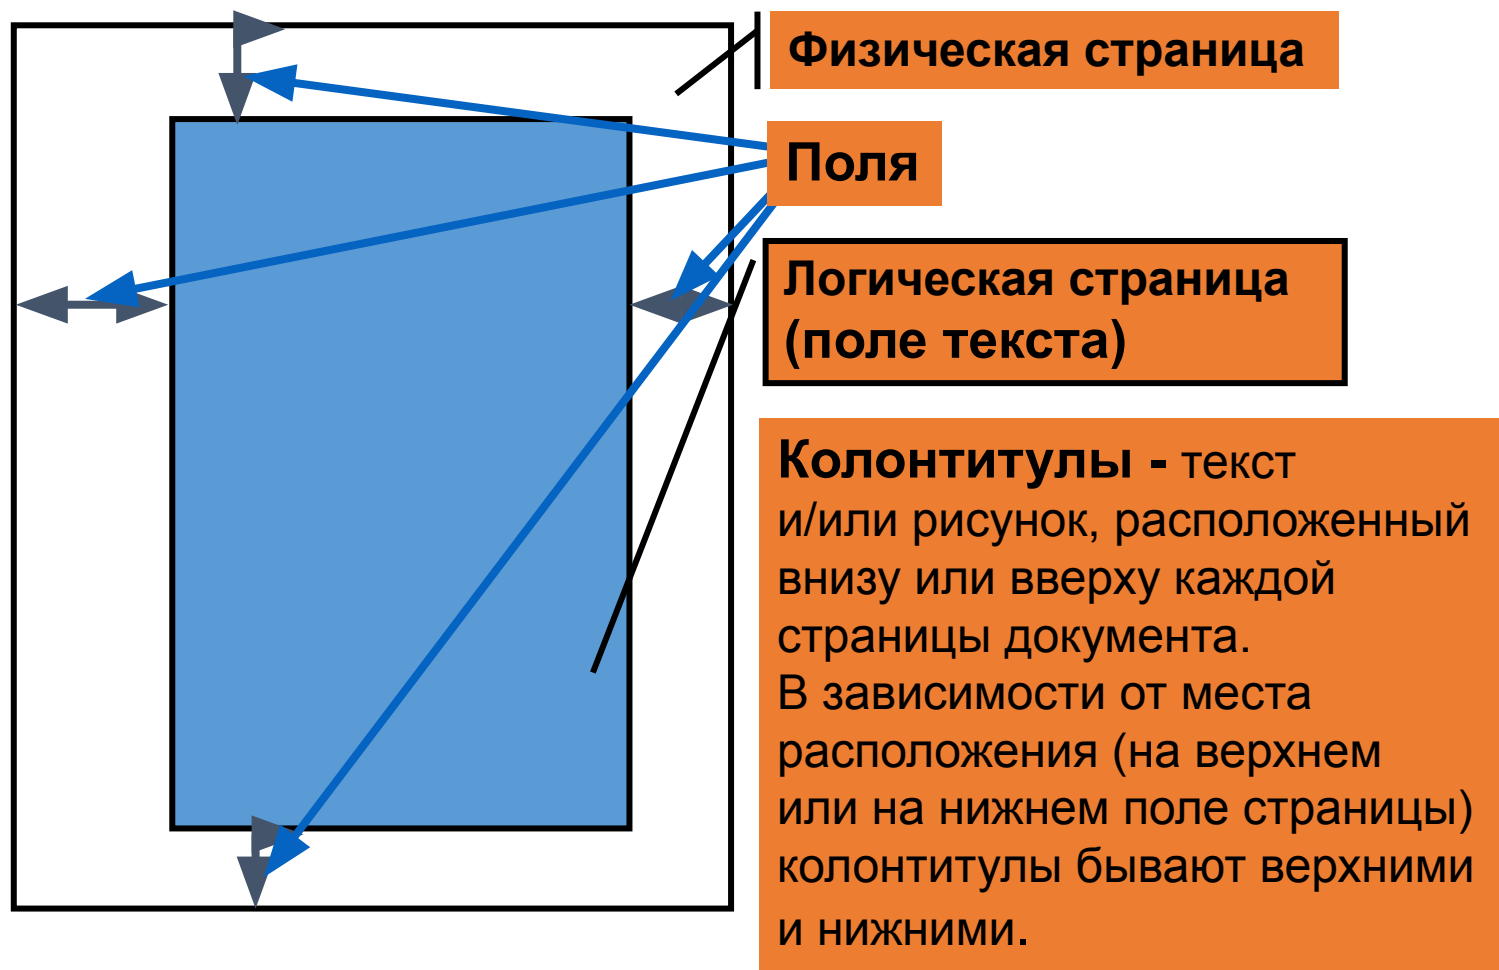 Физическая страница
Поля
Логическая страница
(поле текста)
Колонтитулы - текст
и/или рисунок, расположенный
внизу или вверху каждой
страницы документа.
В зависимости от места
расположения (на верхнем
или на нижнем поле страницы)
колонтитулы бывают верхними
и нижними.